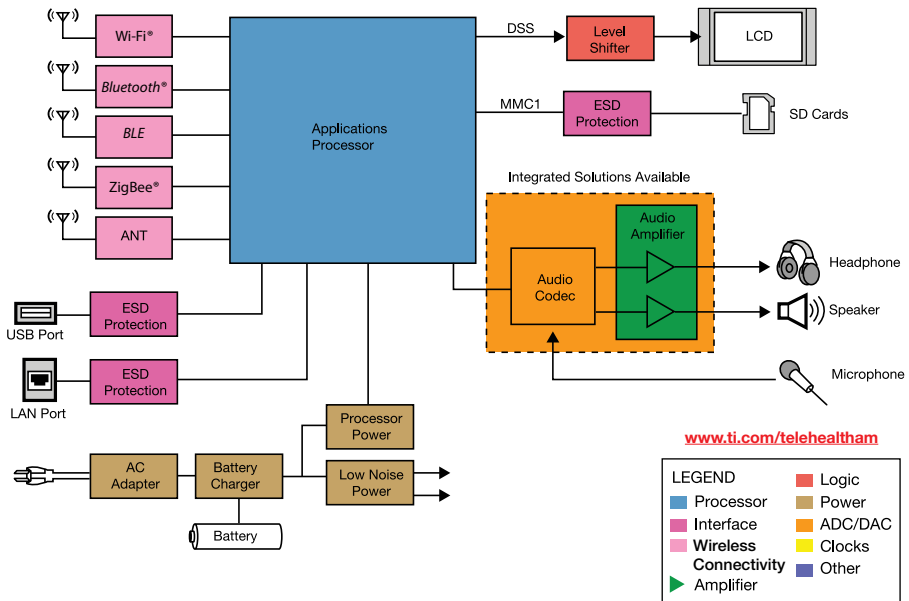 Wi-Fi®
Bluetooth®
BLE
ZigBee®
ANT
Applications
Processor
DSS
Level
Shifter
LCD
MMC1
ESD
Protection
SD Cards
Integrated Solutions Available
Audio
Amplifier
Audio
Codec
Headphone
Speaker
Microphone
USB Port
ESD
Protection
LAN Port
ESD
Protection
Processor
Power
AC
Adapter
Battery
Charger
Low Noise
Power
Battery
www.ti.com/telehealtham
LEGEND
Processor
Interface
Wireless
Connectivity
Amplifier
Logic
Power
ADC/DAC
Clocks
Other